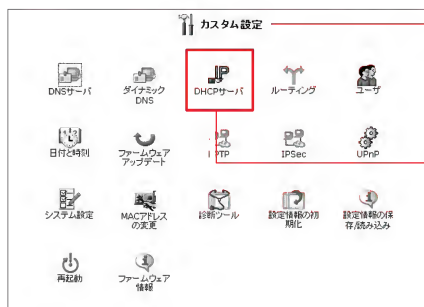 カスタム設定
DNSサーバ
ダイナミック
DNS
DHCPサーバ
ルーティング
ユーザ
日付と時刻
ファームウェア
アップデート
PTP
IPSec
UPnP
システム設定
MACアドレス
の変更
診断ツール
設定情報の初
期化
設定情報の保
存/読み込み
再起動
ファームウェア
情報